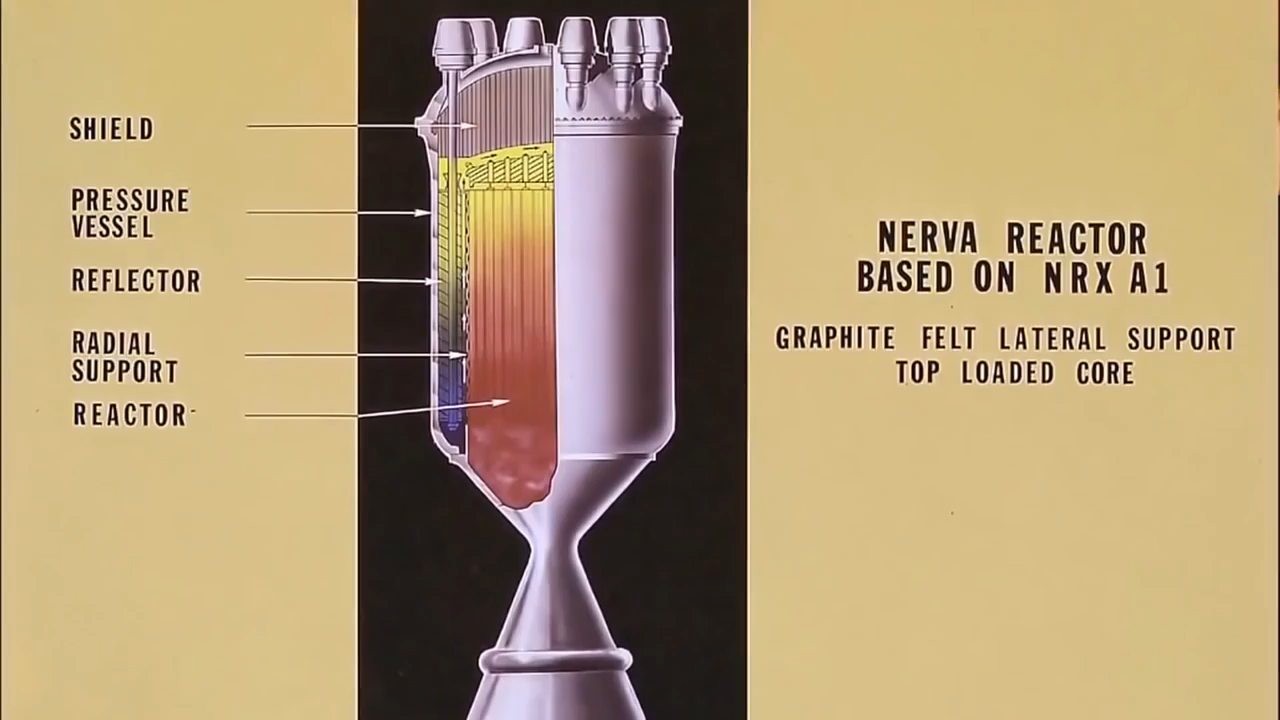 SHIELD
PRESSURE
VESSEL
REFLECTOR
RADIAL
SUPPORT
REACTOR
NERVA REACTOR
BASED ON NRX A1
GRAPHITE FELT LATERAL SUPPORT
TOP LOADED CORE